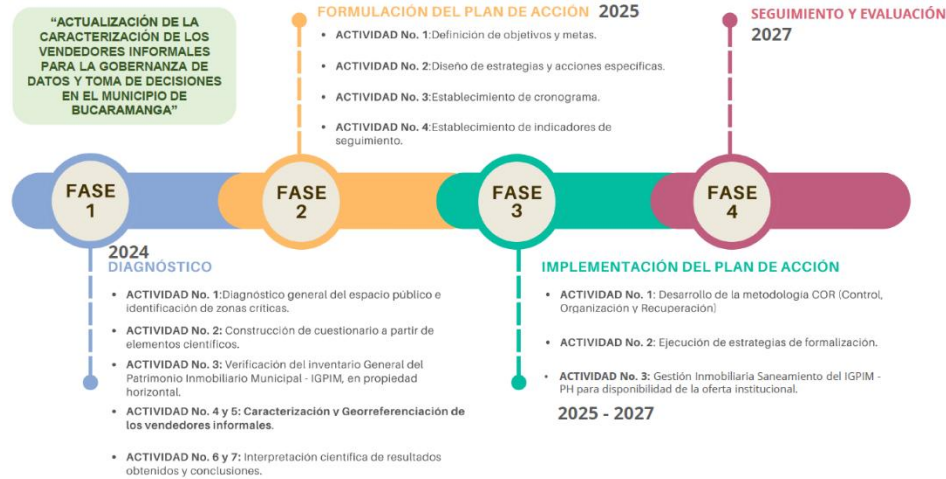 “ACTUALIZACIÓN DE LA
CARACTERIZACIÓN DE LOS
VENDEDORES INFORMALES
PARA LA GOBERNANZA DE
DATOS Y TOMA DE DECISIONES
EN EL MUNICIPIO DE
BUCARAMANGA”
FORMULACIÓN DEL PLAN DE ACCIÓN 2025
• ACTIVIDAD No. 1:Definición de objetivos y metas.
• ACTIVIDAD No. 2:Diseño de estrategias y acciones específicas.
• ACTIVIDAD No. 3:Establecimiento de cronograma.
• ACTIVIDAD No. 4:Establecimiento de indicadores de
seguimiento.
SEGUIMIENTO Y EVALUACIÓN
2027
FASE
1
FASE
2
FASE
3
FASE
4
2024
DIAGNÓSTICO
• ACTIVIDAD No. 1:Diagnóstico general del espacio público e
identificación de zonas críticas.
• ACTIVIDAD No. 2: Construcción de cuestionario a partir de
elementos científicos.
• ACTIVIDAD No. 3: Verificación del inventario General del
Patrimonio Inmobiliario Municipal - IGPIM, en propiedad
horizontal.
• ACTIVIDAD No. 4 y 5: Caracterización y Georreferenciación de
los vendedores informales.
• ACTIVIDAD No. 6 y 7: Interpretación científica de resultados
obtenidos y conclusiones.
IMPLEMENTACIÓN DEL PLAN DE ACCIÓN
• ACTIVIDAD No. 1: Desarrollo de la metodología COR (Control,
Organización y Recuperación)
• ACTIVIDAD No. 2: Ejecución de estrategias de formalización.
• ACTIVIDAD No. 3: Gestión Inmobiliaria Saneamiento del IGPIM -
PH para disponibilidad de la oferta institucional.
2025 - 2027